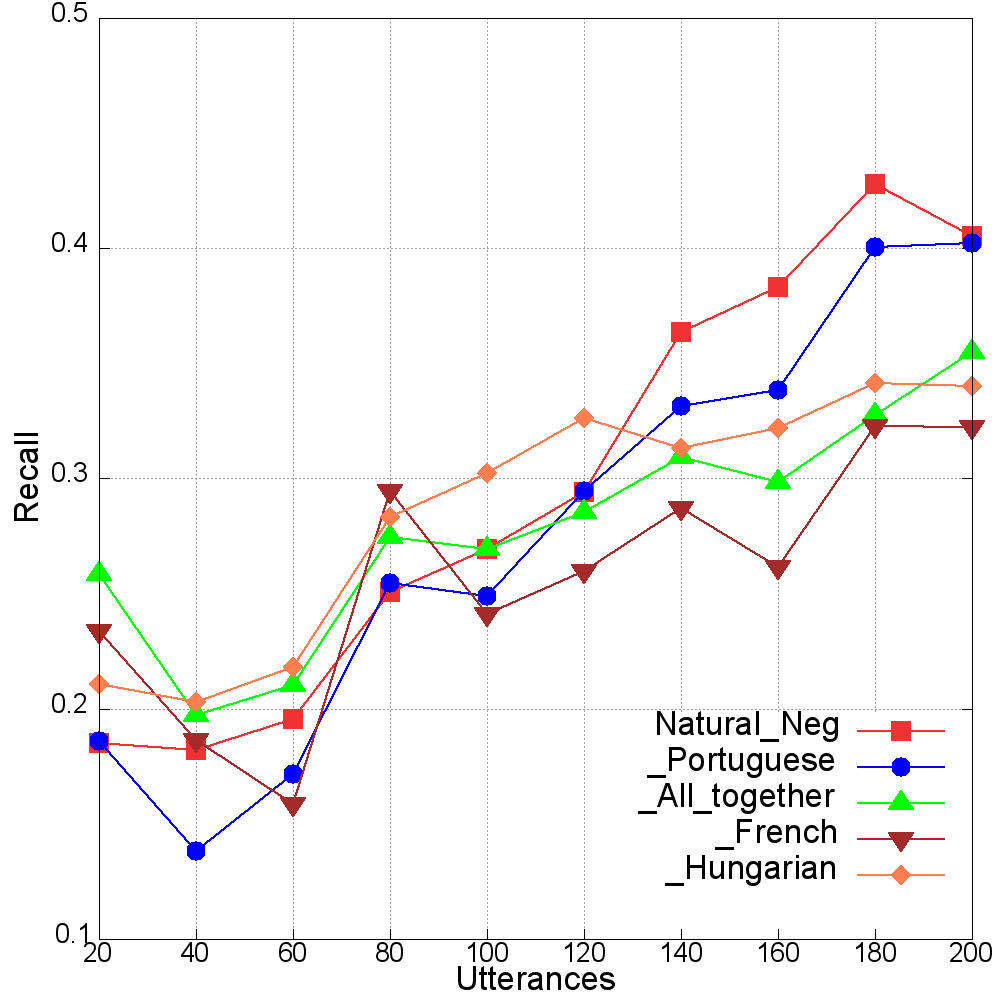 0.5
0.4
0.3
0.2
0.1
Recall
Natural_Neg
_Portuguese
_All_together
_French
_Hungarian
20 40 60 80 100 120 140 160 180 200
Utterances